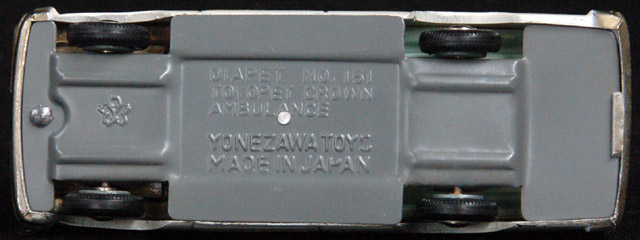 DIAPET NO. 151
TOYOPET CROWN
AMBULANCE
YONEZAWA TOYS
MADE IN JAPAN